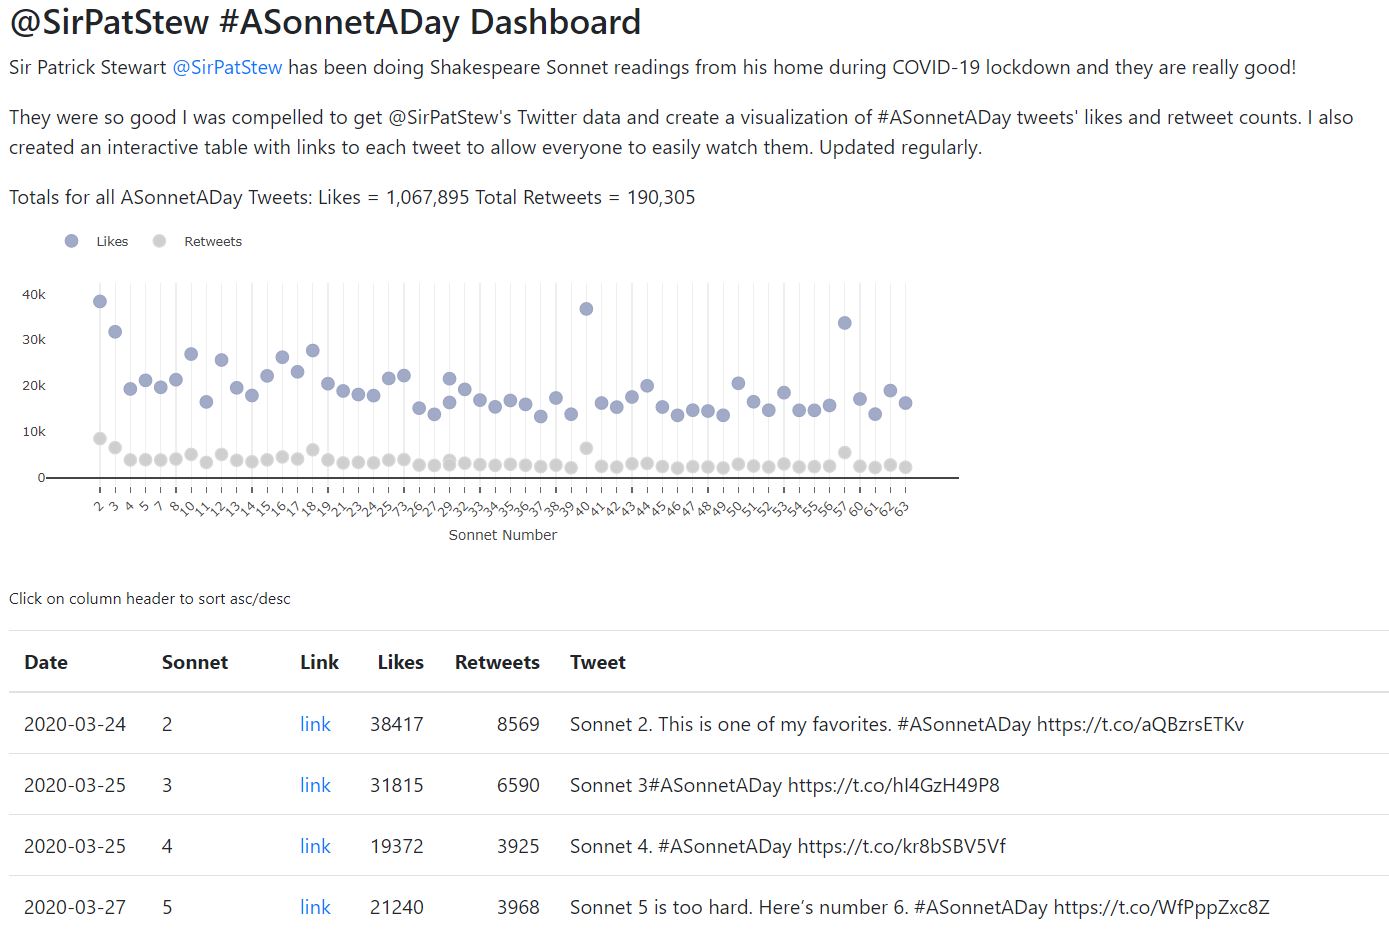 @SirPatStew #ASonnetADay Dashboard
Sir Patrick Stewart @SirPatStew has been doing Shakespeare Sonnet readings from his home during COVID-19 lockdown and they are really good!
They were so good I was compelled to get @SirPatStew's Twitter data and create a visualization of #ASonnetADay tweets' likes and retweet counts. I also
created an interactive table with links to each tweet to allow everyone to easily watch them. Updated regularly.
Totals for all ASonnetADay Tweets: Likes = 1,067,895 Total Retweets = 190,305
Likes Retweets
40k
30k
20k
10k
0
2 3 4 5 7 8 10 11 12 13 14 15 16 17 18 19 21 23 24 25 73 26 27 29 32 33 34 35 36 37 38 39 40 41 42 43 44 45 46 47 48 49 50 51 52 53 54 55 56 57 60 61 62 63
Sonnet Number
Click on column header to sort asc/desc
Date Sonnet Link Likes Retweets Tweet
2020-03-24 2 link 38417 8569 Sonnet 2. This is one of my favorites. #ASonnetADay https://t.co/aQBzrsETKv
2020-03-25 3 link 31815 6590 Sonnet 3#ASonnetADay https://t.co/hI4GzH49P8
2020-03-25 4 link 19372 3925 Sonnet 4. #ASonnetADay https://t.co/kr8bSBV5Vf
2020-03-27 5 link 21240 3968 Sonnet 5 is too hard. Here’s number 6. #ASonnetADay https://t.co/WfPppZxc8Z